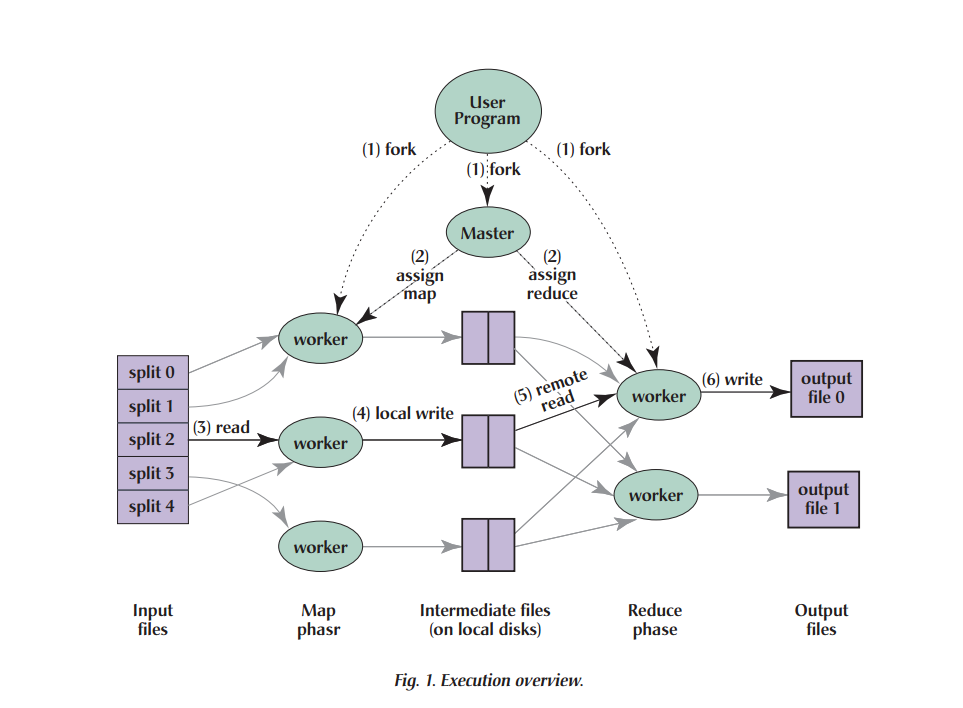 User
Program
(1) fork
(1) fork
(1) fork
Master
(2)
assign
map
(2)
assign
reduce
worker
split 0
split 1
split 2
split 3
split 4
(3) read
worker
(4) local write
worker
(5) remote
read
worker
(6) write
output
file 0
worker
output
file 1
Input
files
Map
phasr
Intermediate files
(on local disks)
Reduce
phase
Output
files
Fig. 1. Execution overview.